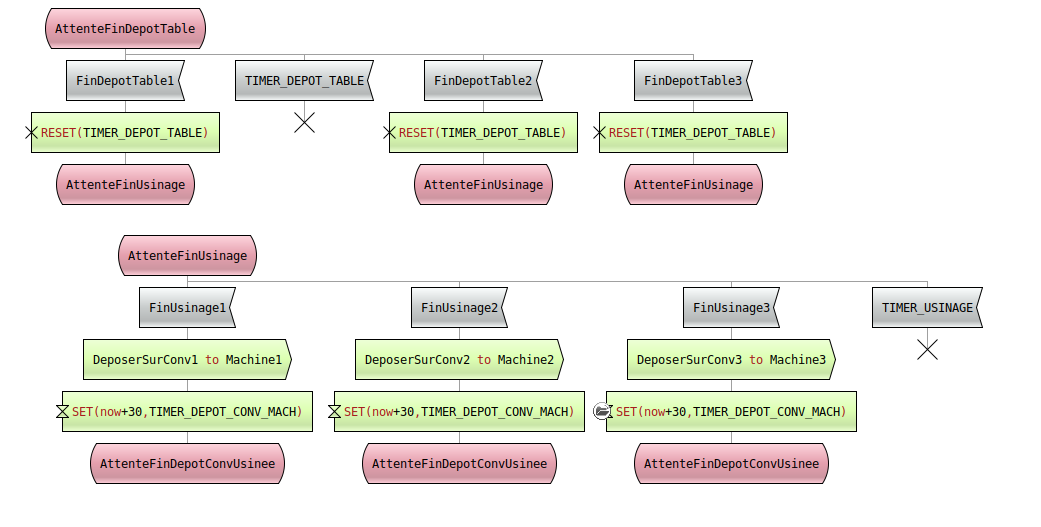 AttenteFinDepotTable
FinDepotTable1
TIMER_DEPOT_TABLE
FinDepotTable2
FinDepotTable3
RESET(TIMER_DEPOT_TABLE)
RESET(TIMER_DEPOT_TABLE)
RESET(TIMER_DEPOT_TABLE)
AttenteFinUsinage
AttenteFinUsinage
AttenteFinUsinage
AttenteFinUsinage
FinUsinage1
FinUsinage2
FinUsinage3
TIMER_USINAGE
DeposerSurConv1 to Machine1
DeposerSurConv2 to Machine2
DeposerSurConv3 to Machine3
SET(now+30,TIMER_DEPOT_CONV_MACH)
SET(now+30,TIMER_DEPOT_CONV_MACH)
SET(now+30,TIMER_DEPOT_CONV_MACH)
AttenteFinDepotConvUsinee
AttenteFinDepotConvUsinee
AttenteFinDepotConvUsinee